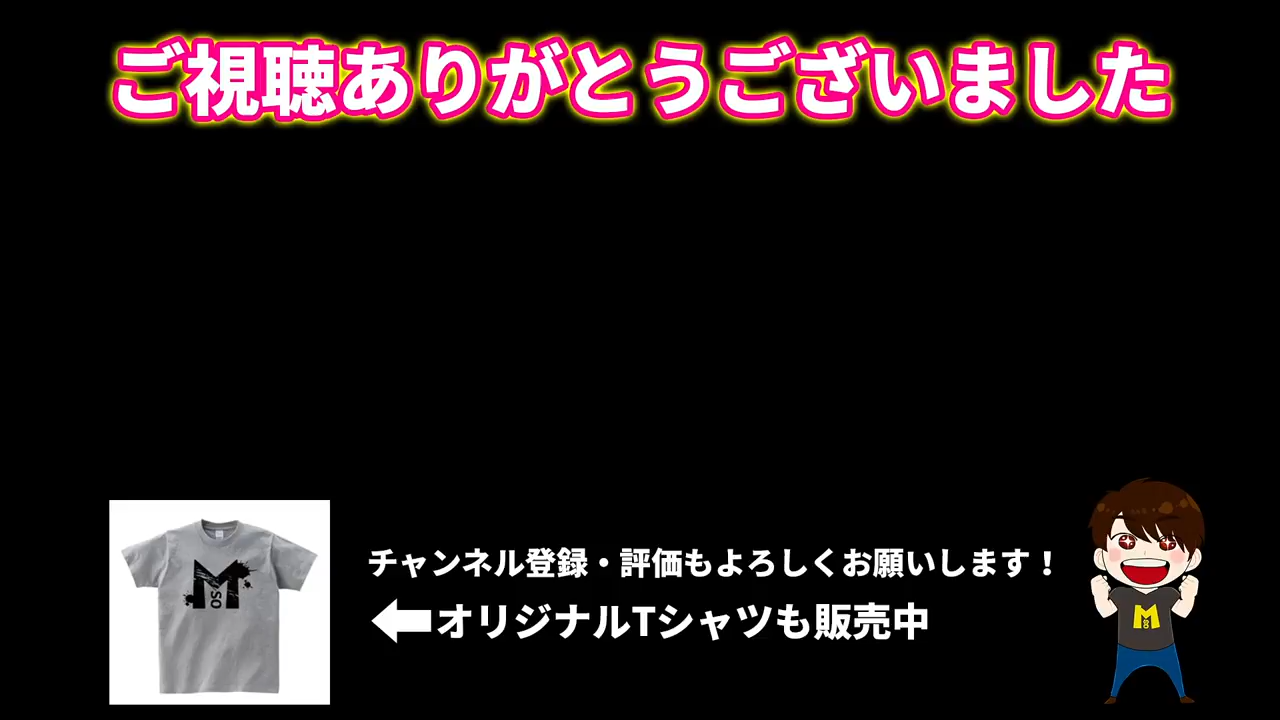 ご視聴ありがとうございました
チャンネル登録・評価もよろしくお願いします！
オリジナルTシャツも販売中